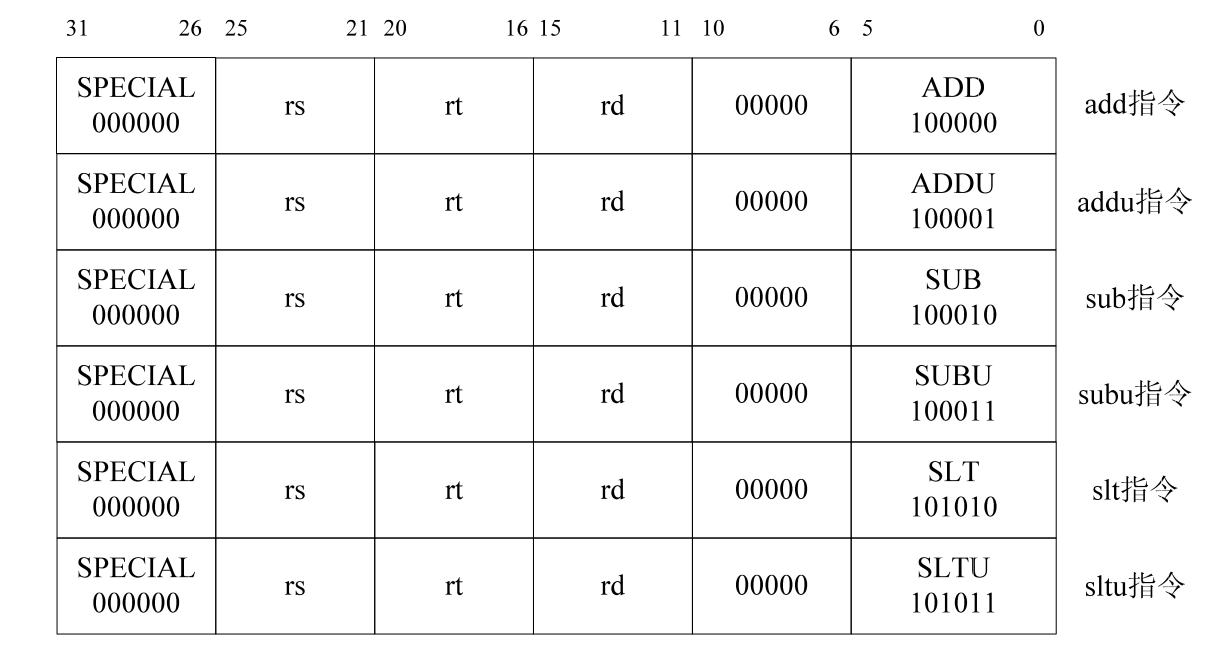 31 26 25 21 20 16 15 11 10 6 5 0
SPECIAL
000000
rs
rt
rd
00000
ADD
100000
add指令
SPECIAL
000000
rs
rt
rd
00000
ADDU
100001
addu指令
SPECIAL
000000
rs
rt
rd
00000
SUB
100010
sub指令
SPECIAL
000000
rs
rt
rd
00000
SUBU
100011
subu指令
SPECIAL
000000
rs
rt
rd
00000
SLT
101010
slt指令
SPECIAL
000000
rs
rt
rd
00000
SLTU
101011
sltu指令